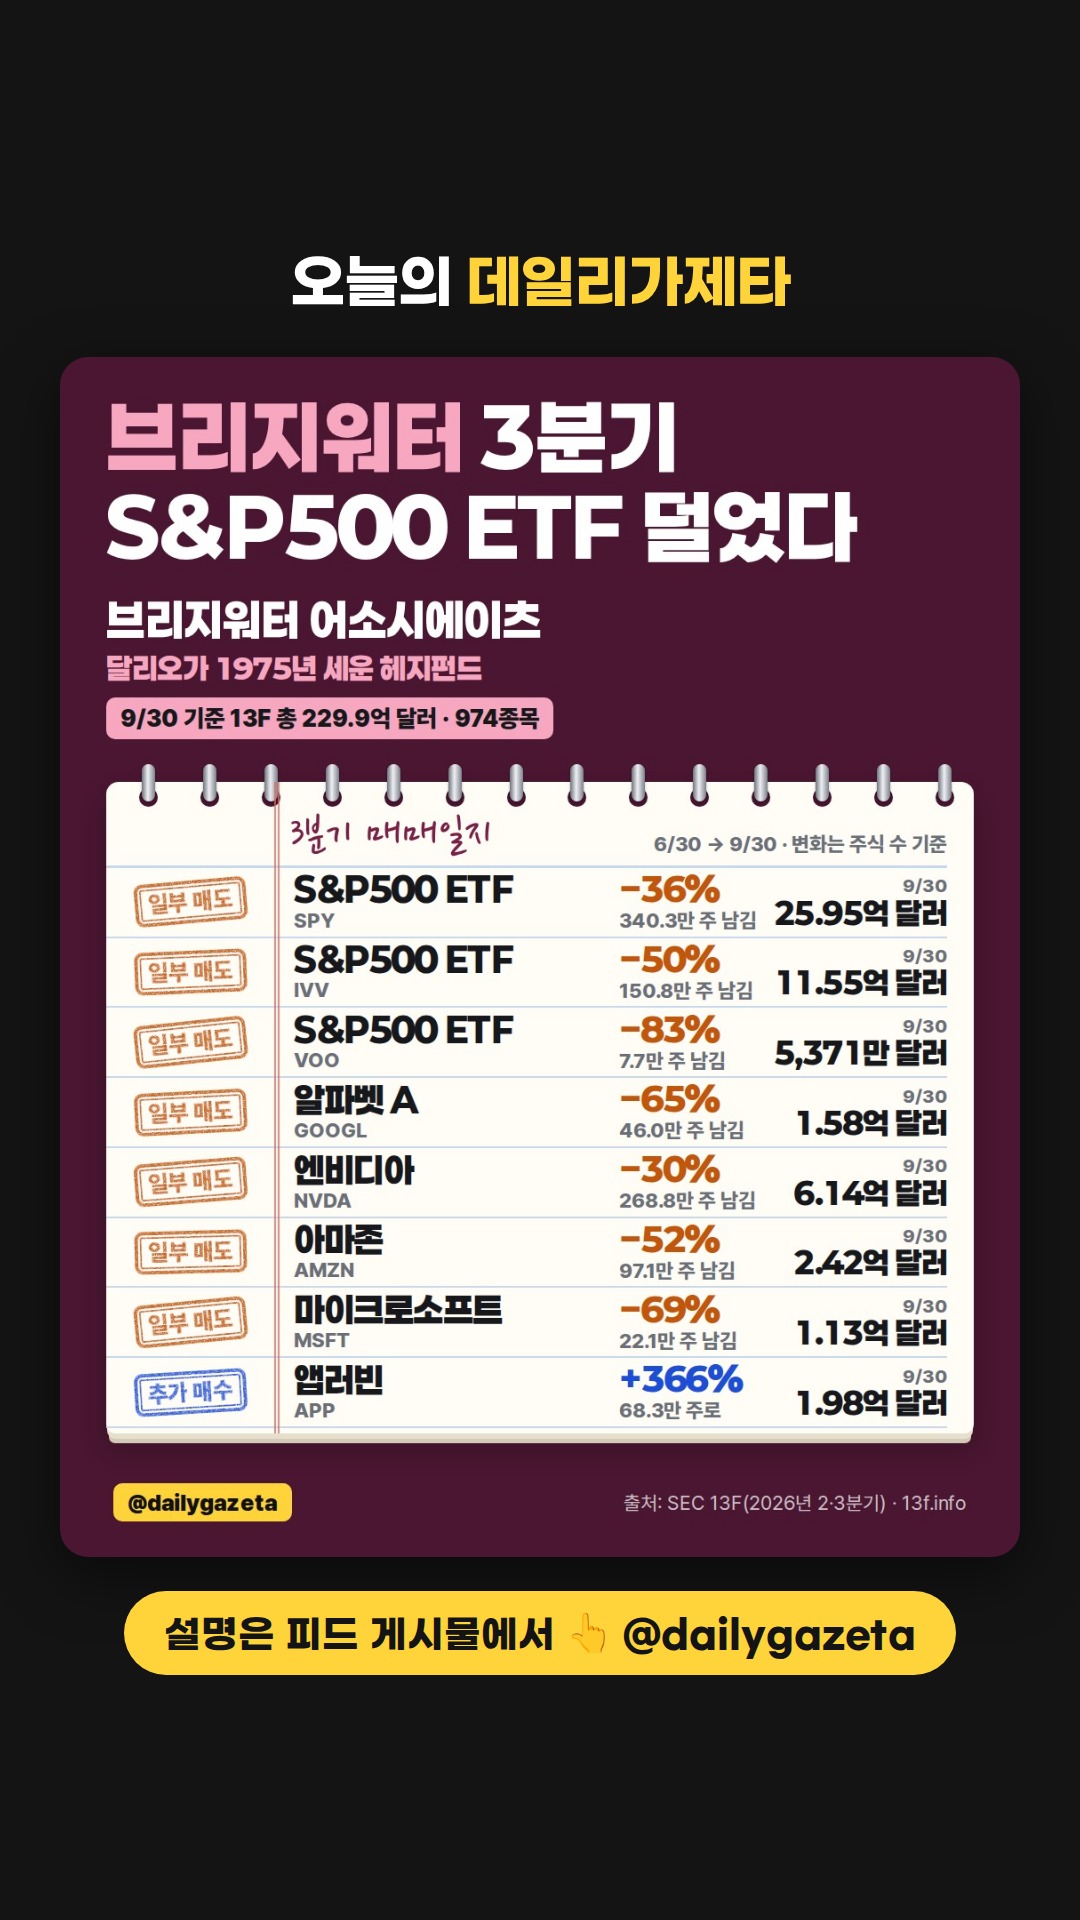 오늘의 데일리가제타
브리지워터 3분기
S&P500 ETF 덜었다
브리지워터 어소시에이츠
달리오가 1975년 세운 헤지펀드
9/30 기준 13F 총 229.9억 달러 · 974종목
3분기 매매일지
6/30 → 9/30 · 변화는 주식 수 기준
일부 매도
S&P500 ETF
SPY
−36%
340.3만 주 남김
9/30
25.95억 달러
일부 매도
S&P500 ETF
IVV
−50%
150.8만 주 남김
9/30
11.55억 달러
일부 매도
S&P500 ETF
VOO
−83%
7.7만 주 남김
9/30
5,371만 달러
일부 매도
알파벳 A
GOOGL
−65%
46.0만 주 남김
9/30
1.58억 달러
일부 매도
엔비디아
NVDA
−30%
268.8만 주 남김
9/30
6.14억 달러
일부 매도
아마존
AMZN
−52%
97.1만 주 남김
9/30
2.42억 달러
일부 매도
마이크로소프트
MSFT
−69%
22.1만 주 남김
9/30
1.13억 달러
추가 매수
앱러빈
APP
+366%
68.3만 주로
9/30
1.98억 달러
@dailygazeta
출처: SEC 13F(2026년 2·3분기) · 13f.info
설명은 피드 게시물에서 👆 @dailygazeta